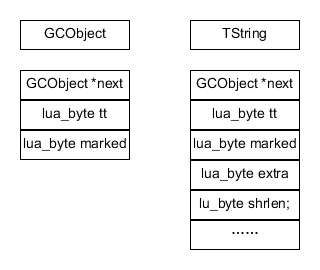 GCObject
TString
GCObject *next
lua_byte tt
lua_byte marked
GCObject *next
lua_byte tt
lua_byte marked
lua_byte extra
lu_byte shrlen;
······